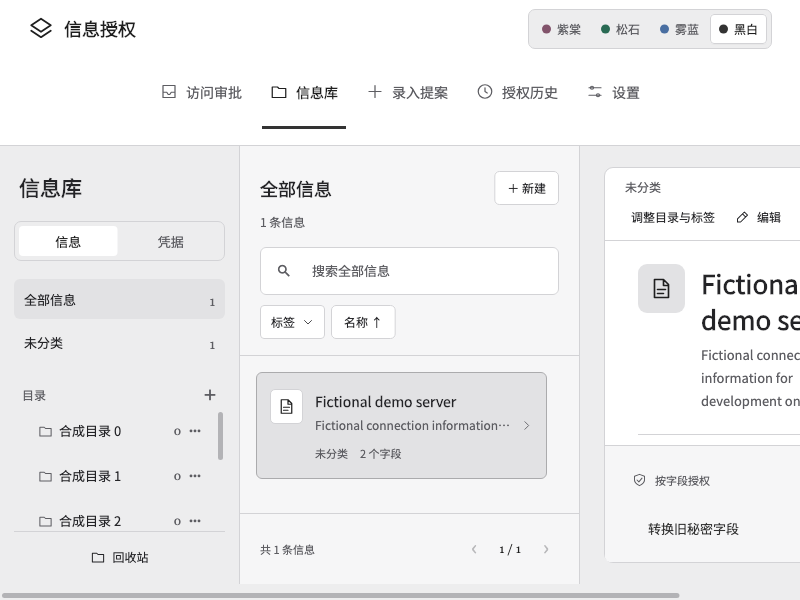 信息授权
紫棠 松石 雾蓝 黑白
访问审批 信息库 录入提案 授权历史 设置
信息库
信息 凭据
全部信息 1
未分类 1
目录
合成目录 0 0
合成目录 1 0
合成目录 2 0
回收站
全部信息
新建
1 条信息
搜索全部信息
标签 名称 ↑
Fictional demo server
Fictional connection information···
未分类 2 个字段
共 1 条信息
1 / 1
未分类
调整目录与标签 编辑
Fictiona
demo se
Fictional connec
information for
development on
按字段授权
转换旧秘密字段